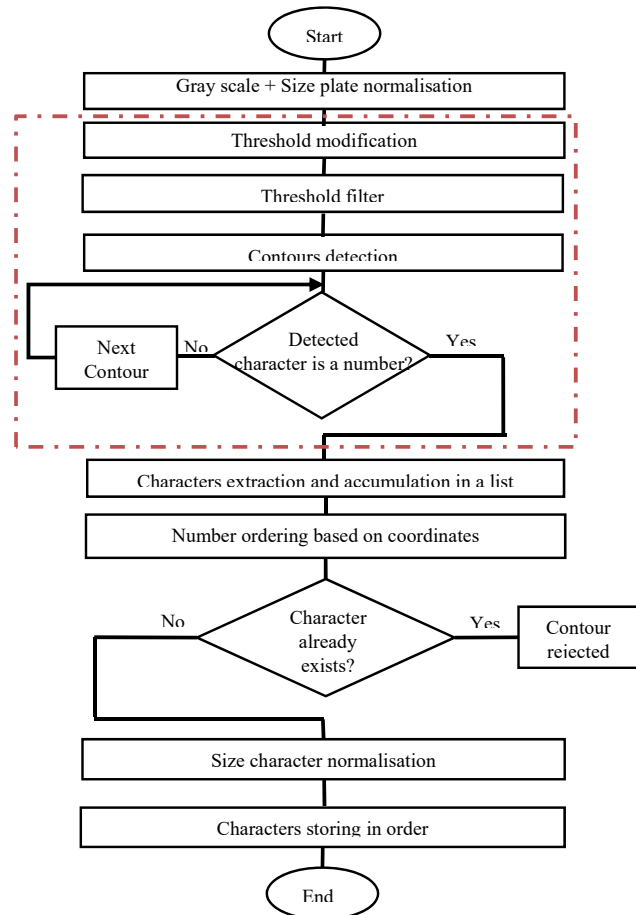 Start
Gray scale + Size plate normalisation
Threshold modification
Threshold filter
Contours detection
Detected
character is a number?
No
Yes
Next
Contour
Characters extraction and accumulation in a list
Number ordering based on coordinates
Character
already
exists?
No
Yes
Contour
rejected
Size character normalisation
Characters storing in order
End